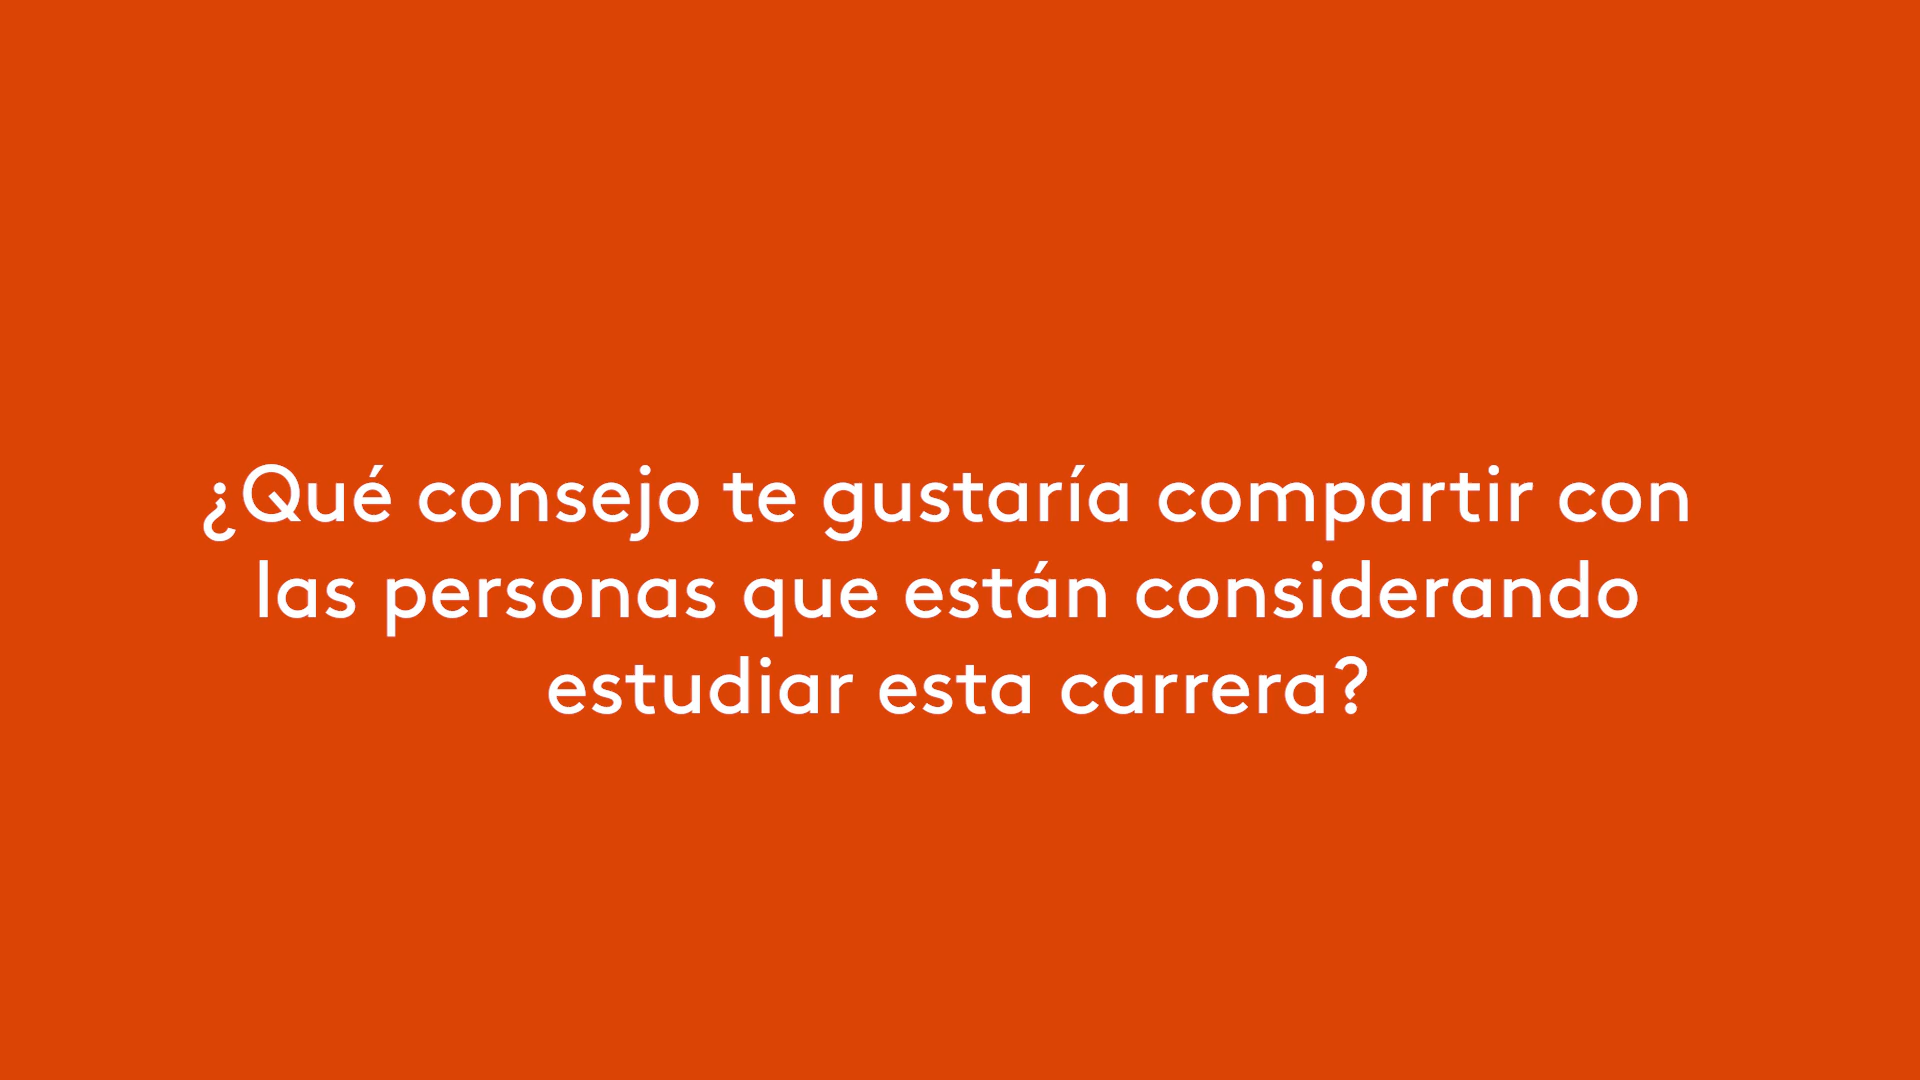 ¿Qué consejo te gustaría compartir con
las personas que están considerando
estudiar esta carrera?